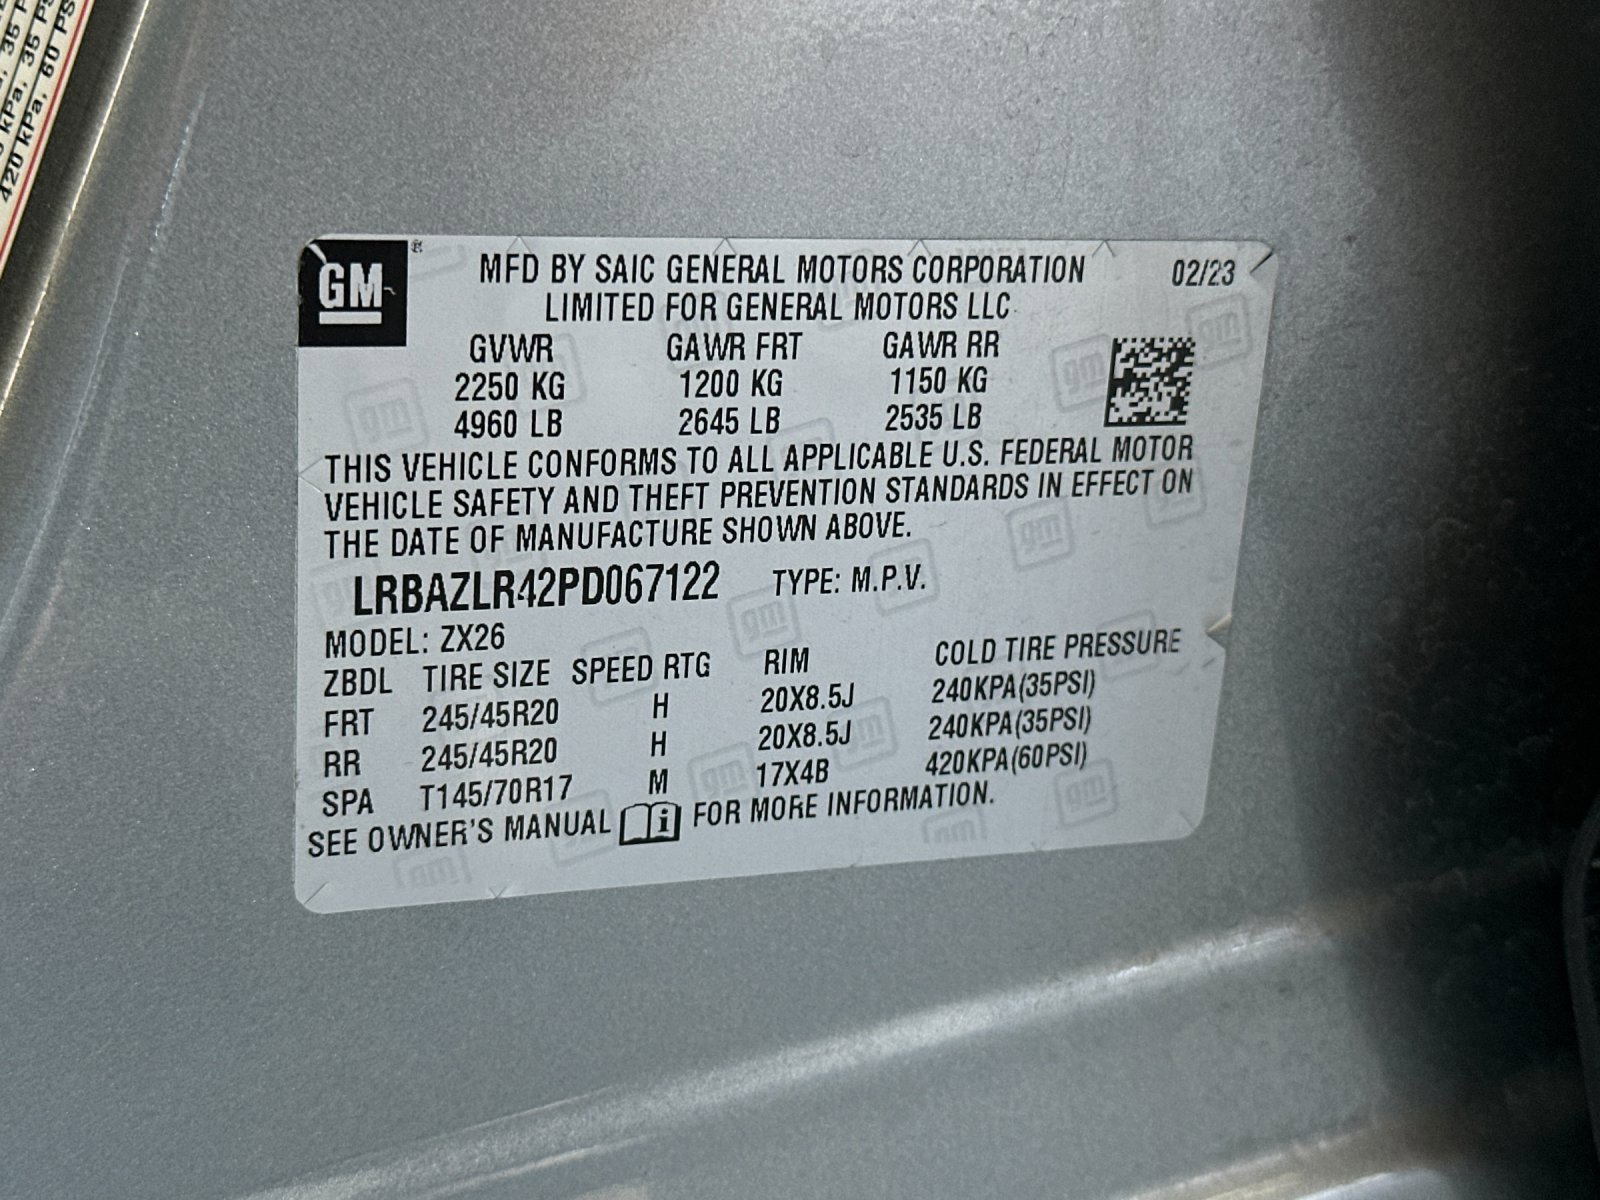 420 kPa, 60 PS
GM
MFD BY SAIC GENERAL MOTORS CORPORATION 02/23
LIMITED FOR GENERAL MOTORS LLC
GVWR GAWR FRT GAWR RR
2250 KG 1200 KG 1150 KG
4960 LB 2645 LB 2535 LB
THIS VEHICLE CONFORMS TO ALL APPLICABLE U.S. FEDERAL MOTOR
VEHICLE SAFETY AND THEFT PREVENTION STANDARDS IN EFFECT ON
THE DATE OF MANUFACTURE SHOWN ABOVE.
LRBAZLR42PD067122 TYPE: M.P.V.
MODEL: ZX26
ZBDL TIRE SIZE SPEED RTG RIM COLD TIRE PRESSURE
FRT 245/45R20 H 20X8.5J 240KPA(35PSI)
RR 245/45R20 H 20X8.5J 240KPA(35PSI)
SPA T145/70R17 M 17X4B 420KPA(60PSI)
SEE OWNER'S MANUAL i FOR MORE INFORMATION.